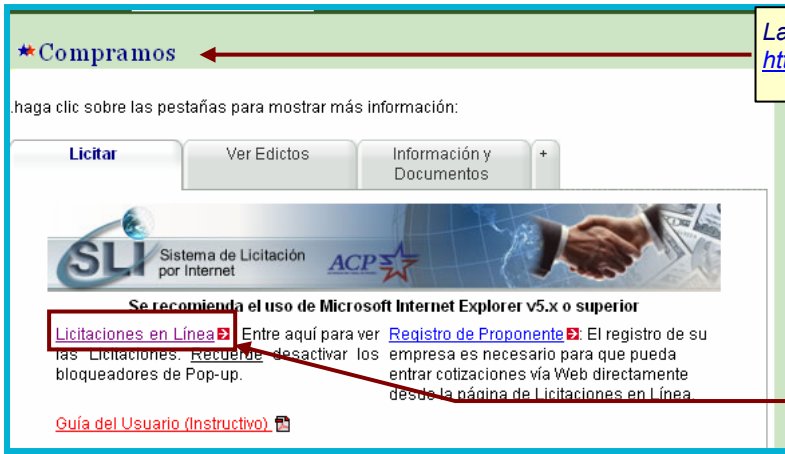 Compramos
La
htt
.haga clic sobre las pestañas para mostrar más información:
Licitar
Ver Edictos
Información y
Documentos
+
SLI
Sistema de Licitación
por Internet
ACP
Se recomienda el uso de Microsoft Internet Explorer v5.x o superior
Licitaciones en Línea : Entre aquí para ver
las Licitaciones. Recuerde desactivar los
bloqueadores de Pop-up.
Registro de Proponente : El registro de su
empresa es necesario para que pueda
entrar cotizaciones vía Web directamente
desde la página de Licitaciones en Línea.
Guía del Usuario (Instructivo)